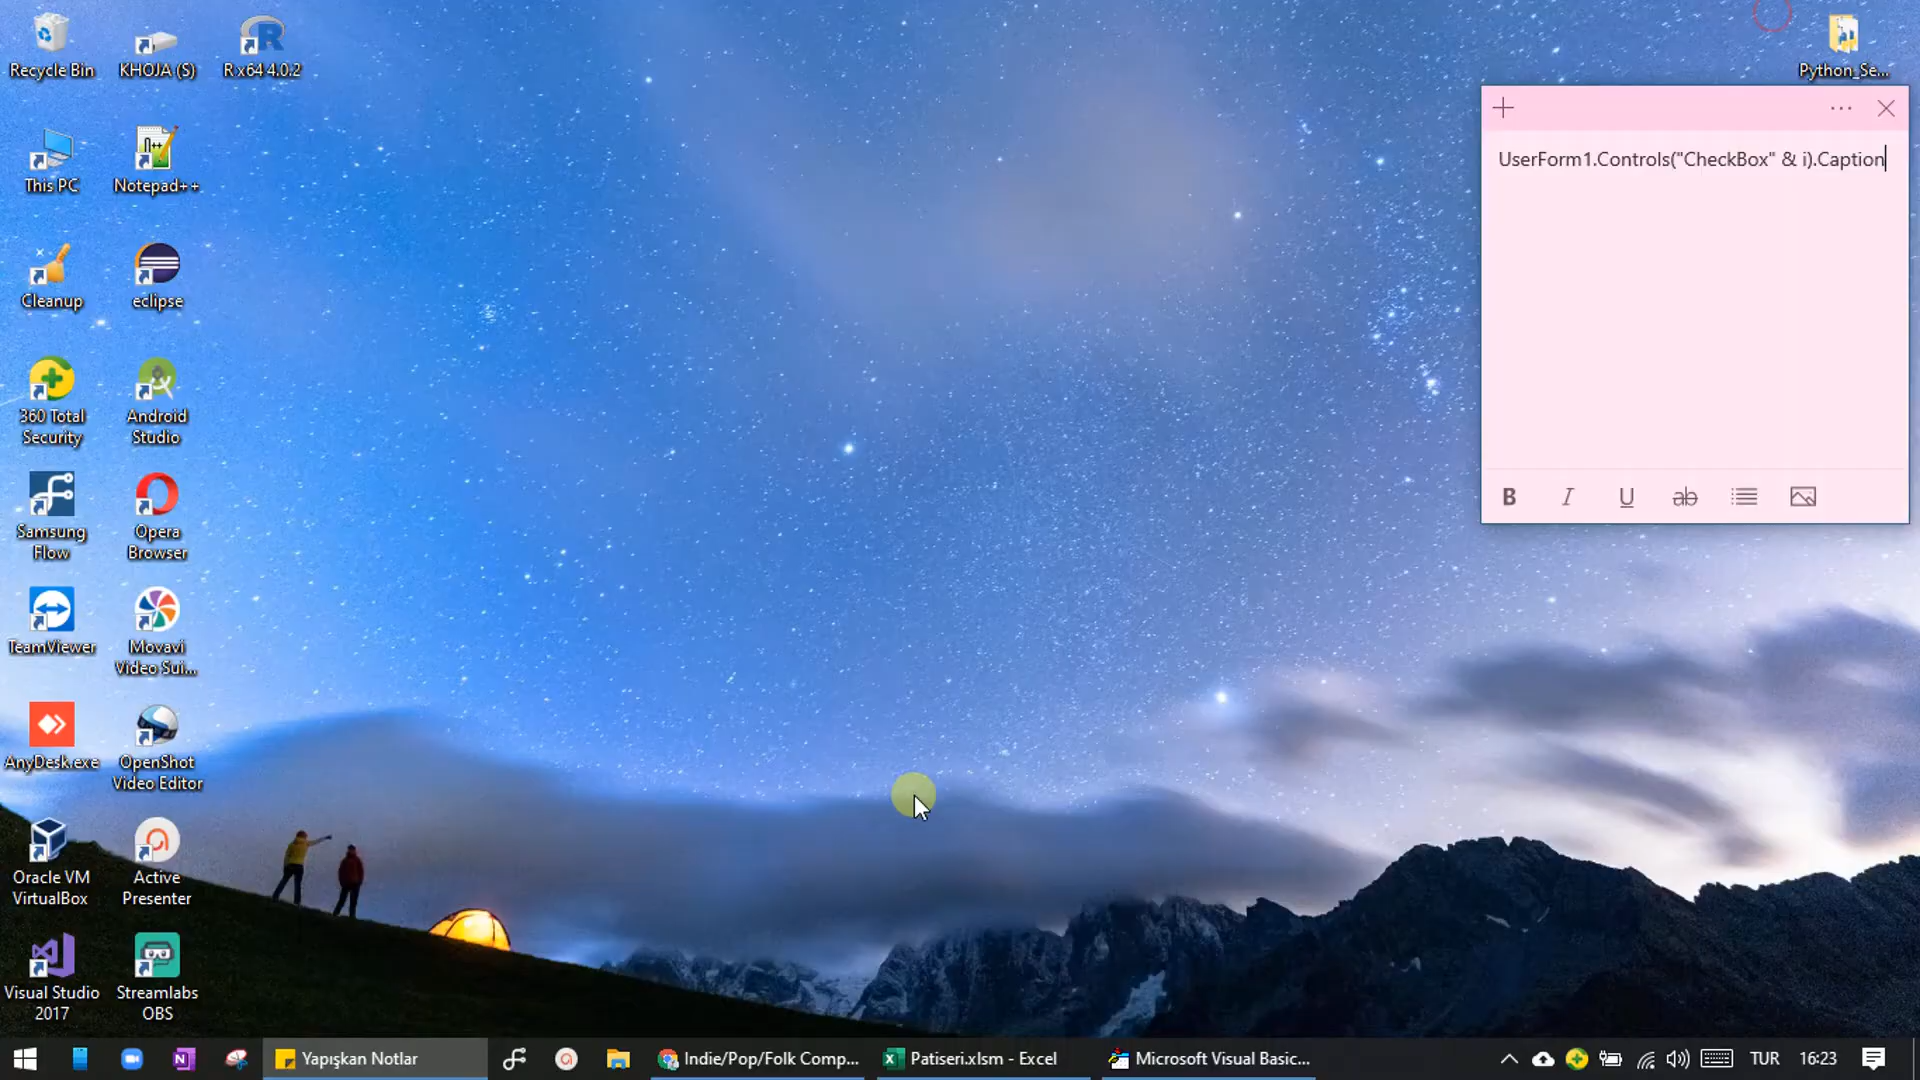 Recycle Bin
KHOJA (S)
R x64 4.0.2
Python_Se...
This PC
Notepad++
UserForm1.Controls("CheckBox" & i).Caption
Cleanup
eclipse
360 Total
Security
Android
Studio
Samsung
Flow
Opera
Browser
B I U ab
TeamViewer
Movavi
Video Sui...
AnyDesk.exe
OpenShot
Video Editor
Oracle VM
VirtualBox
Active
Presenter
Visual Studio
2017
Streamlabs
OBS
Yapışkan Notlar
Indie/Pop/Folk Comp...
Patiseri.xlsm - Excel
Microsoft Visual Basic...
TUR
16:23